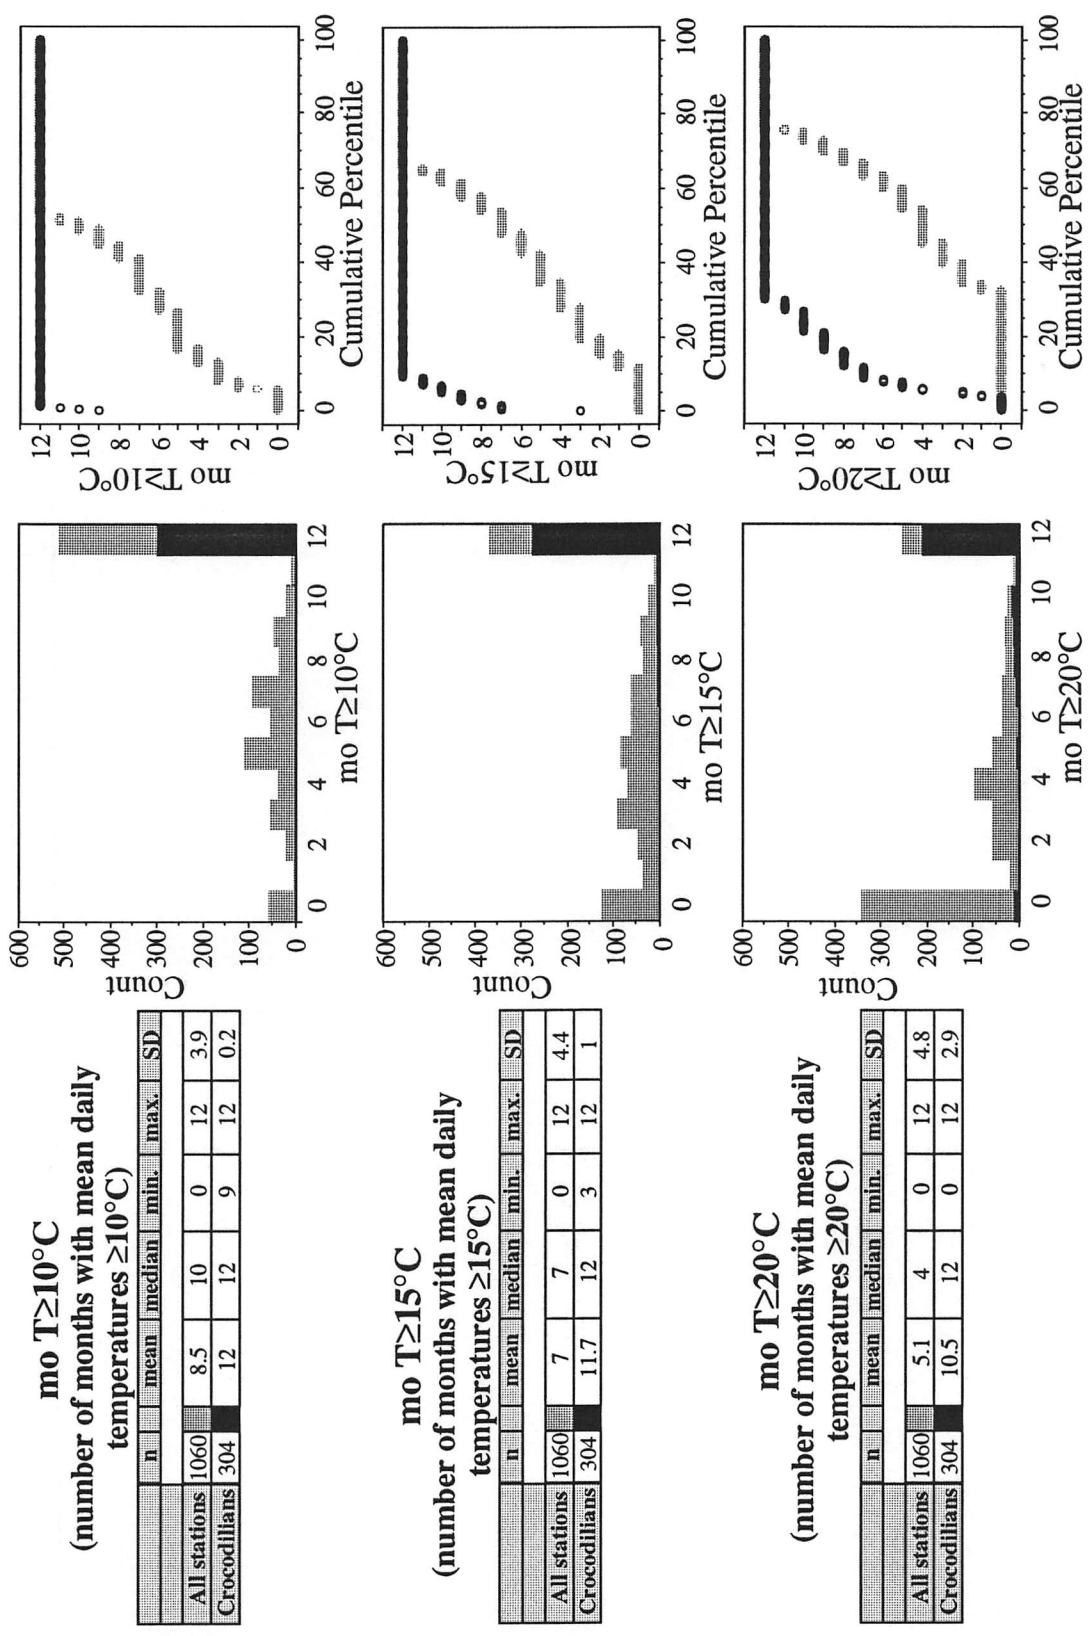 mo T≥10°C
(number of months with mean daily
temperatures ≥10°C)
n mean median min. max. SD
All stations 1060 8.5 10 0 12 3.9
Crocodilians 304 12 12 9 12 0.2
Count
600
500
400
300
200
100
0
0 2 4 6 8 10 12
mo T≥10°C
mo T≥10°C
12
10
8
6
4
2
0
0 20 40 60 80 100
Cumulative Percentile
mo T≥15°C
(number of months with mean daily
temperatures ≥15°C)
n mean median min. max. SD
All stations 1060 7 7 0 12 4.4
Crocodilians 304 11.7 12 3 12 1
Count
600
500
400
300
200
100
0
0 2 4 6 8 10 12
mo T≥15°C
mo T≥15°C
12
10
8
6
4
2
0
0 20 40 60 80 100
Cumulative Percentile
mo T≥20°C
(number of months with mean daily
temperatures ≥20°C)
n mean median min. max. SD
All stations 1060 5.1 4 0 12 4.8
Crocodilians 304 10.5 12 0 12 2.9
Count
600
500
400
300
200
100
0
0 2 4 6 8 10 12
mo T≥20°C
mo T≥20°C
12
10
8
6
4
2
0
0 20 40 60 80 100
Cumulative Percentile